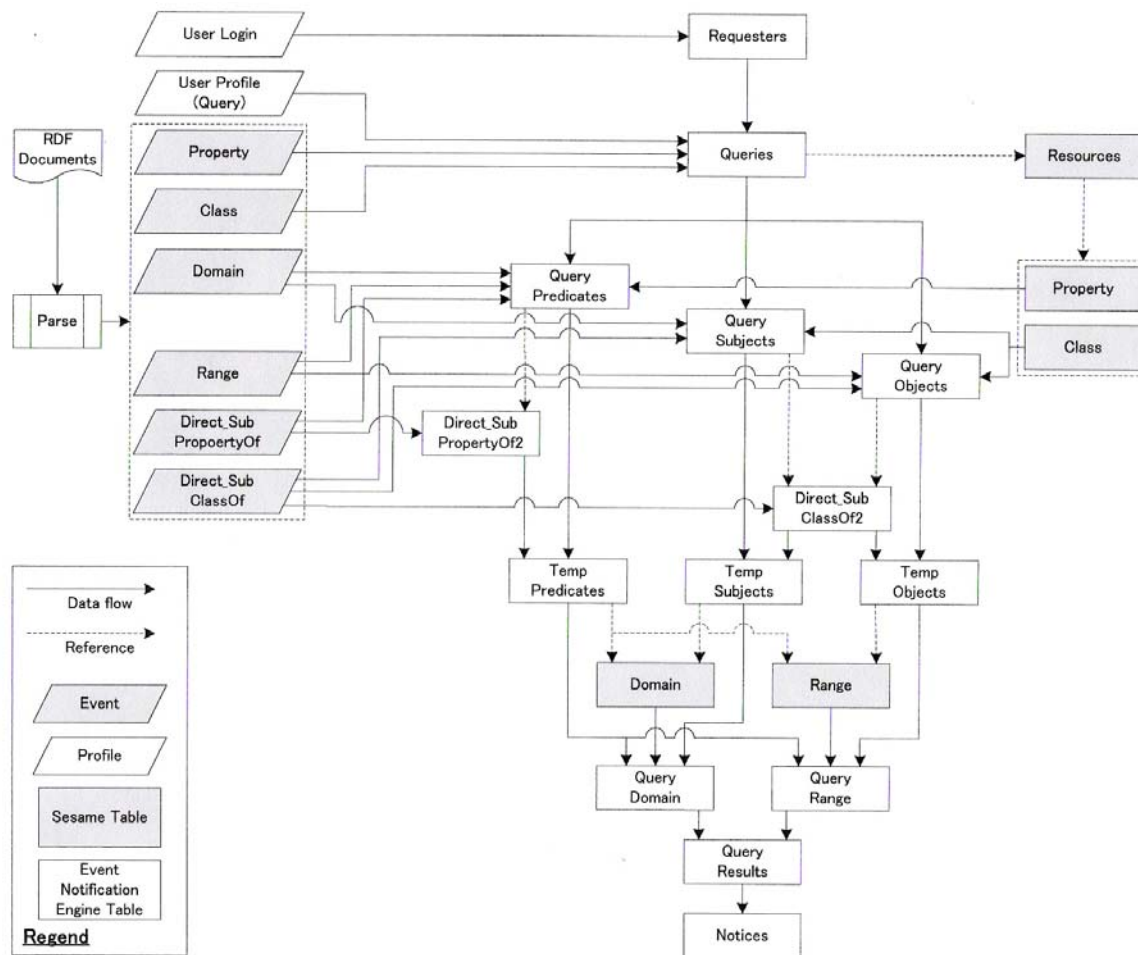 User Login
Requesters
User Profile
(Query)
RDF
Documents
Property
Queries
Resources
Class
Domain
Query
Predicates
Property
Parse
Query
Subjects
Class
Range
Query
Objects
Direct_Sub
PropoertyOf
Direct_Sub
PropertyOf2
Direct_Sub
ClassOf
Direct_Sub
ClassOf2
Temp
Predicates
Temp
Subjects
Temp
Objects
Data flow
Reference
Domain
Range
Event
Profile
Query
Domain
Query
Range
Sesame Table
Query
Results
Event
Notification
Engine Table
Notices
Regend